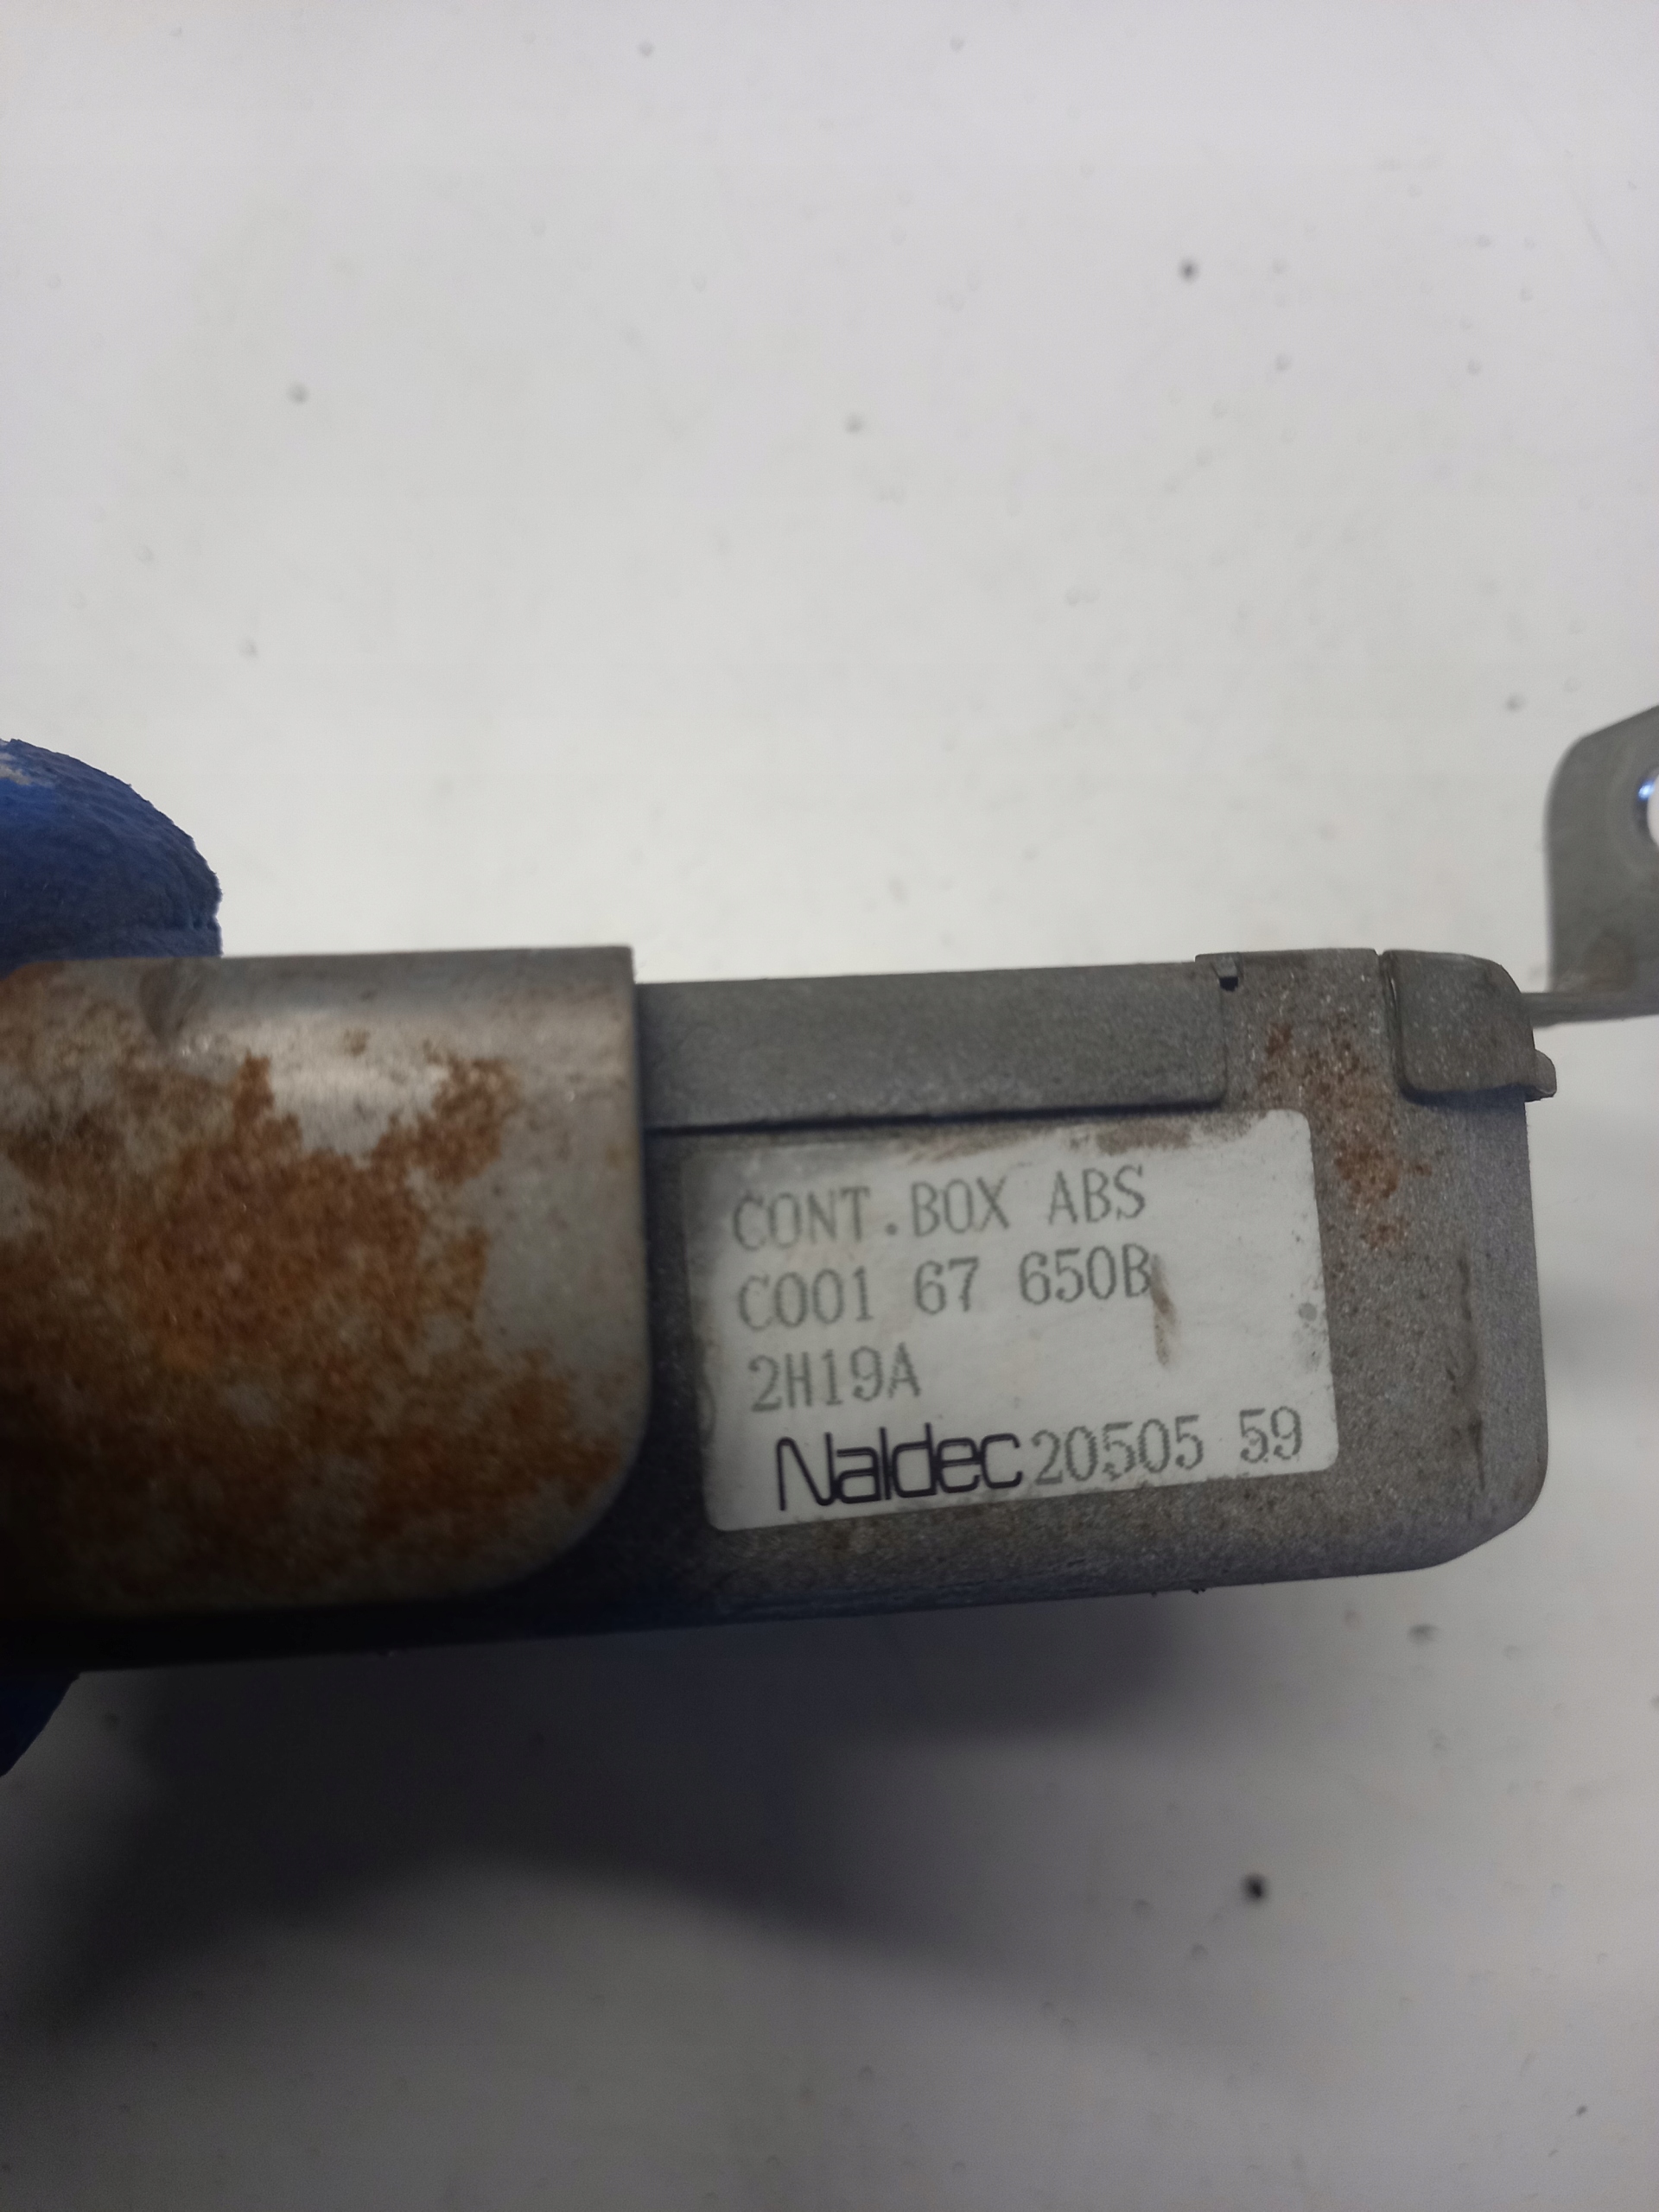 CONT.BOX ABS
C001 67 650B
2H19A
Naldec 20505 59